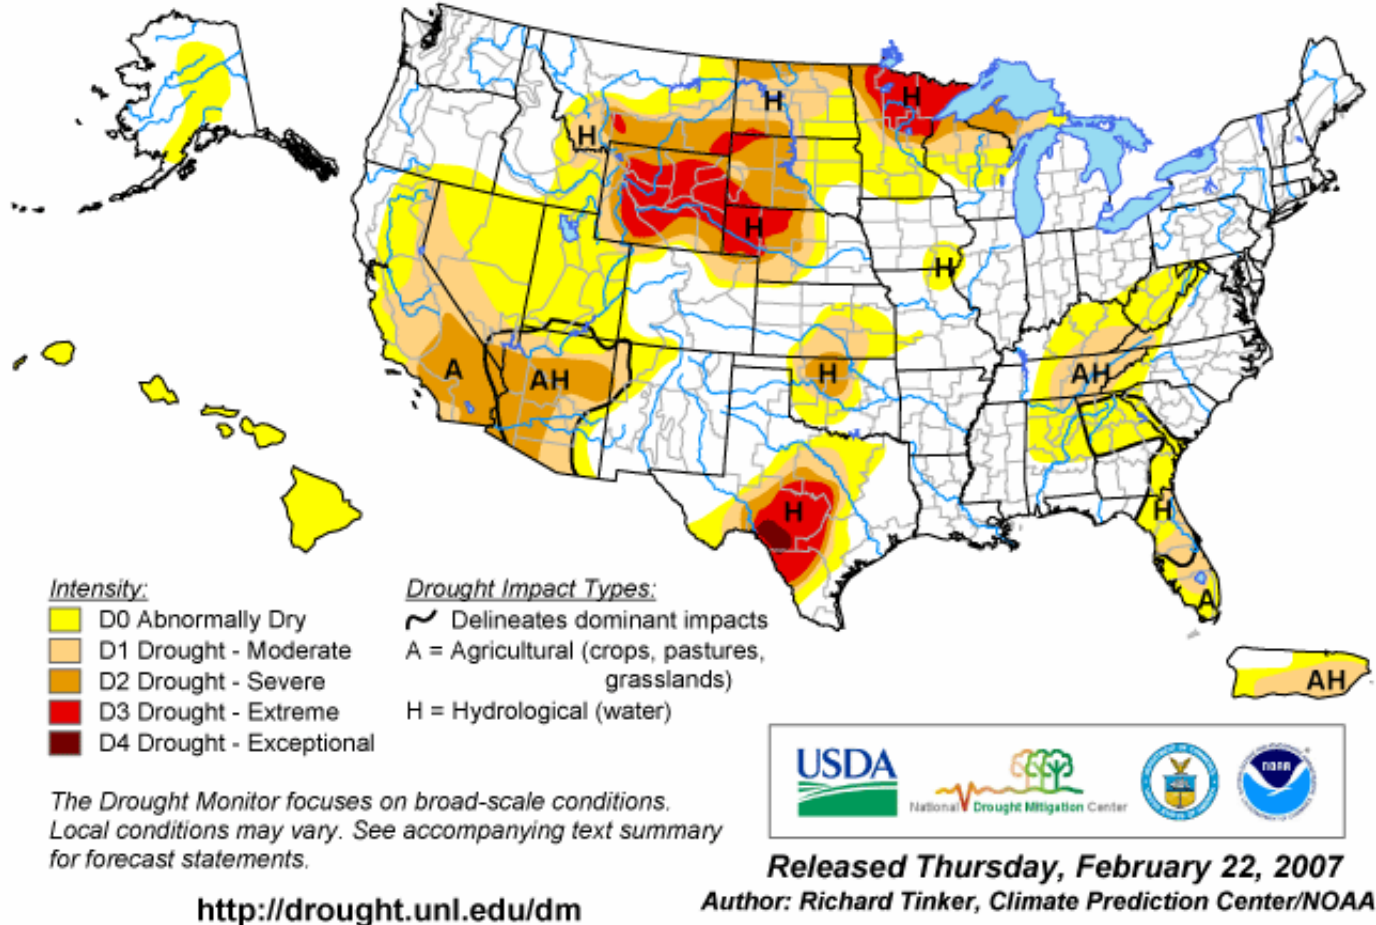 H
H
H
H
H
A
AH
H
AH
H
H
A
AH
Intensity:
D0 Abnormally Dry
D1 Drought - Moderate
D2 Drought - Severe
D3 Drought - Extreme
D4 Drought - Exceptional
Drought Impact Types:
Delineates dominant impacts
A = Agricultural (crops, pastures,
grasslands)
H = Hydrological (water)
The Drought Monitor focuses on broad-scale conditions.
Local conditions may vary. See accompanying text summary
for forecast statements.
http://drought.unl.edu/dm
USDA
National Drought Mitigation Center
NOAA
Released Thursday, February 22, 2007
Author: Richard Tinker, Climate Prediction Center/NOAA